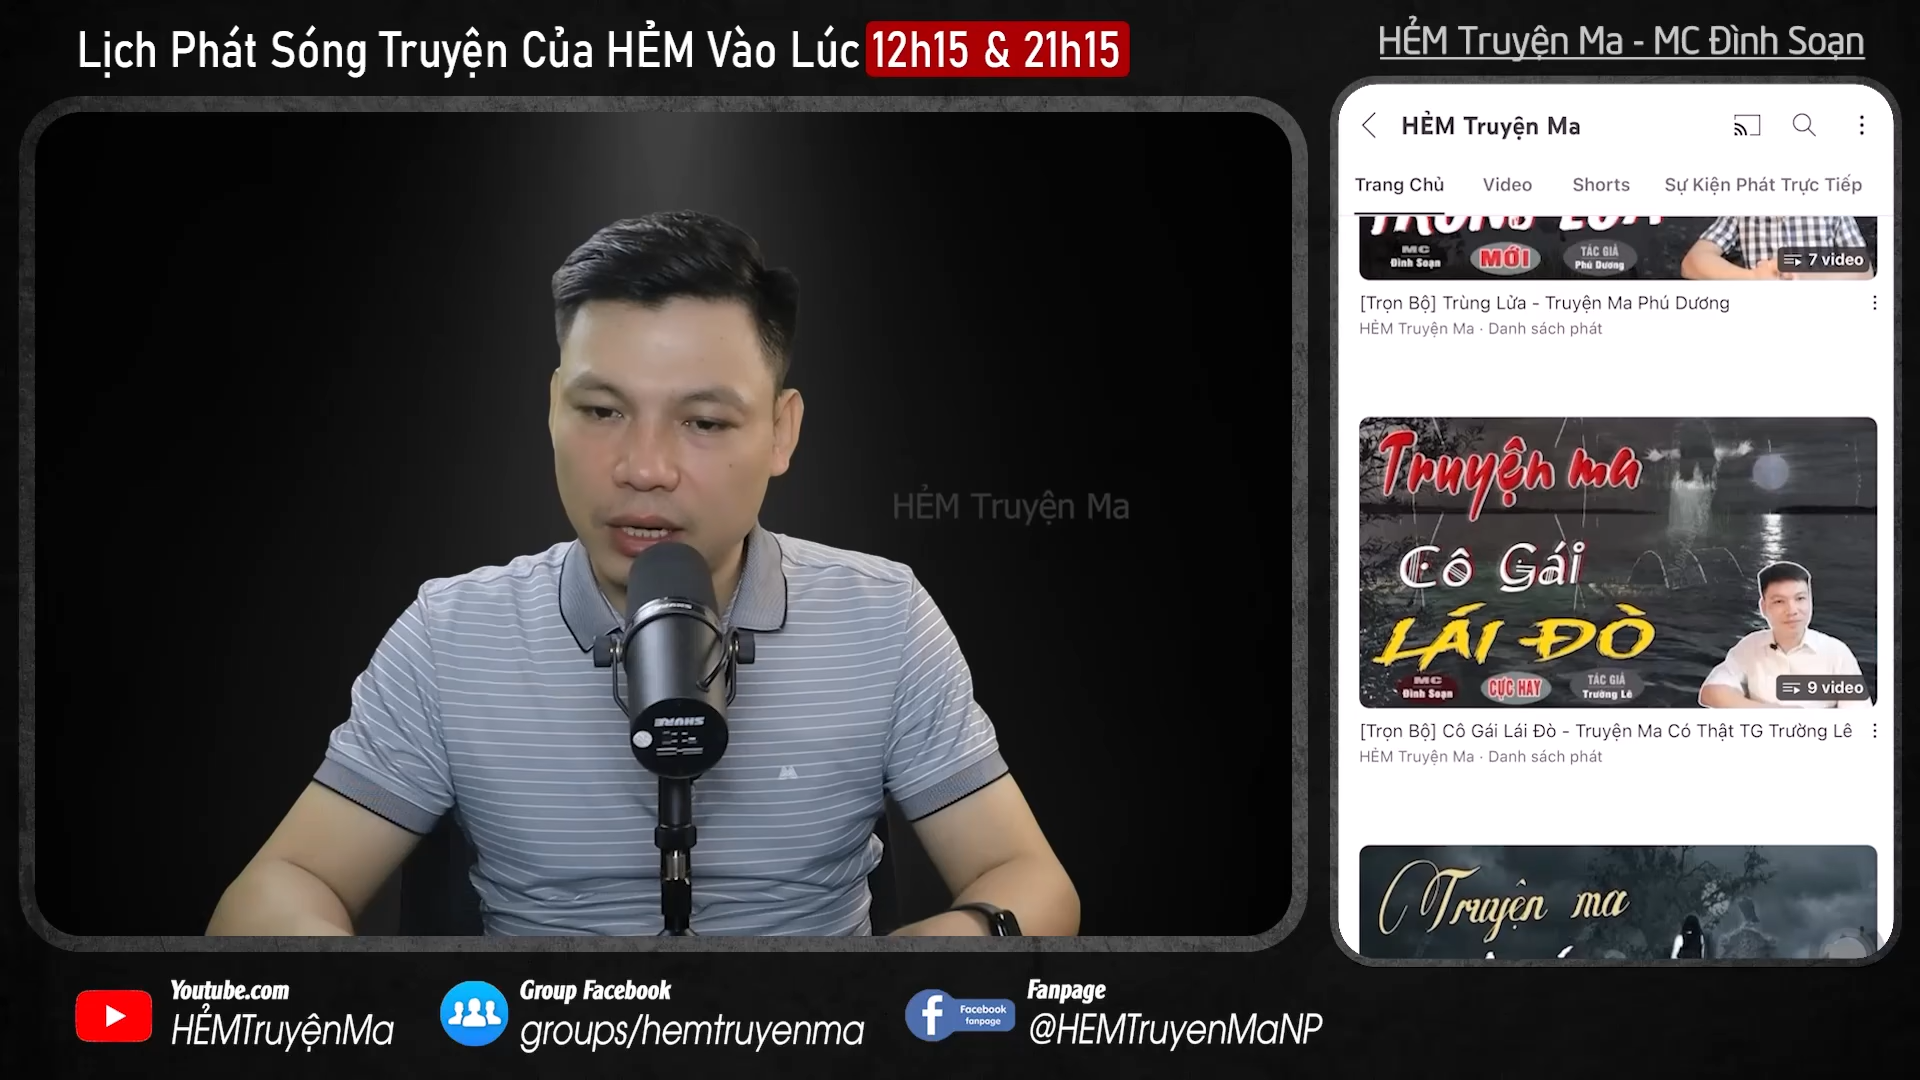 Lịch Phát Sóng Truyện Của HẺM Vào Lúc 12h15 & 21h15
HẺM Truyện Ma - MC Đình Soạn
HẺM Truyện Ma
Trang Chủ Video Shorts Sự Kiện Phát Trực Tiếp
TRÙNG LỬA
MC
Đình Soạn
MỚI
TÁC GIẢ
Phú Dương
7 video
[Trọn Bộ] Trùng Lửa - Truyện Ma Phú Dương
HẺM Truyện Ma · Danh sách phát
Truyện ma
Cô Gái
LÁI ĐÒ
MC
Đình Soạn
CỰC HAY
TÁC GIẢ
Trường Lê
9 video
[Trọn Bộ] Cô Gái Lái Đò - Truyện Ma Có Thật TG Trường Lê
HẺM Truyện Ma · Danh sách phát
Truyện ma
HẺM Truyện Ma
SHURE
SHURE
Youtube.com
HẺMTruyệnMa
Group Facebook
groups/hemtruyenma
Facebook
fanpage
Fanpage
@HEMTruyenMaNP